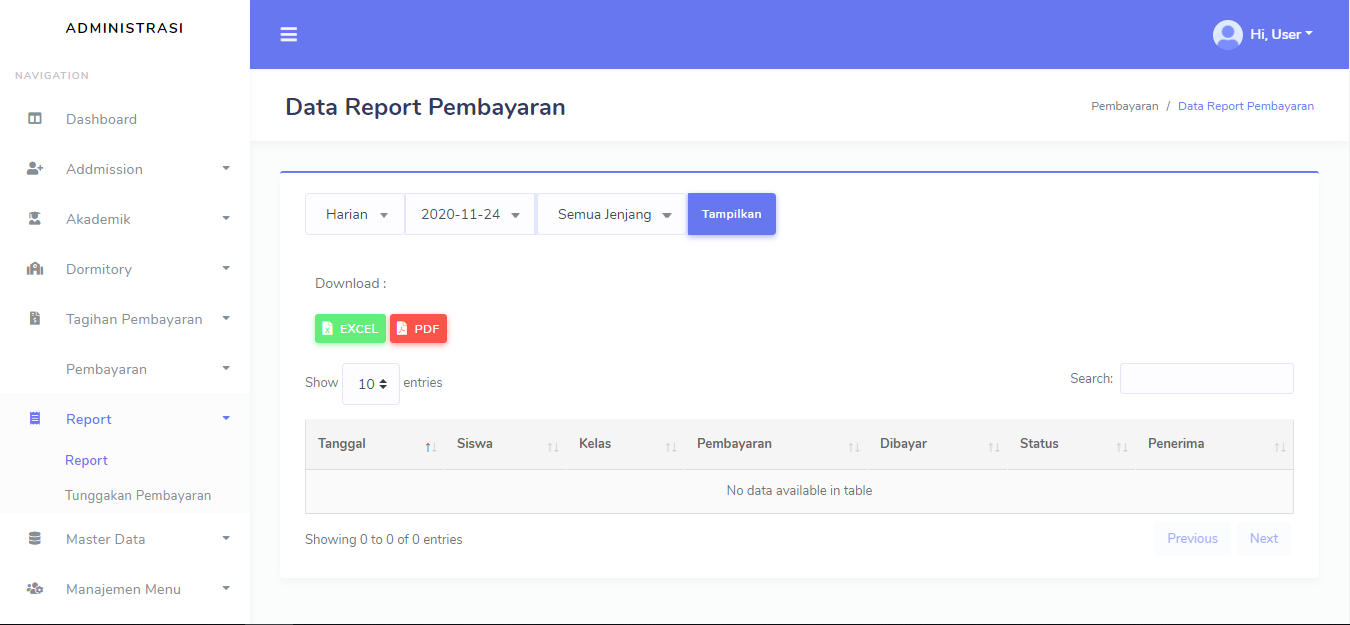 ADMINISTRASI
Hi, User
NAVIGATION
Dashboard
Addmission
Akademik
Dormitory
Tagihan Pembayaran
Pembayaran
Report
Report
Tunggakan Pembayaran
Master Data
Manajemen Menu
Data Report Pembayaran
Pembayaran / Data Report Pembayaran
Harian 2020-11-24 Semua Jenjang Tampilkan
Download :
EXCEL PDF
Show 10 entries Search:
Tanggal Siswa Kelas Pembayaran Dibayar Status Penerima
No data available in table
Showing 0 to 0 of 0 entries Previous Next